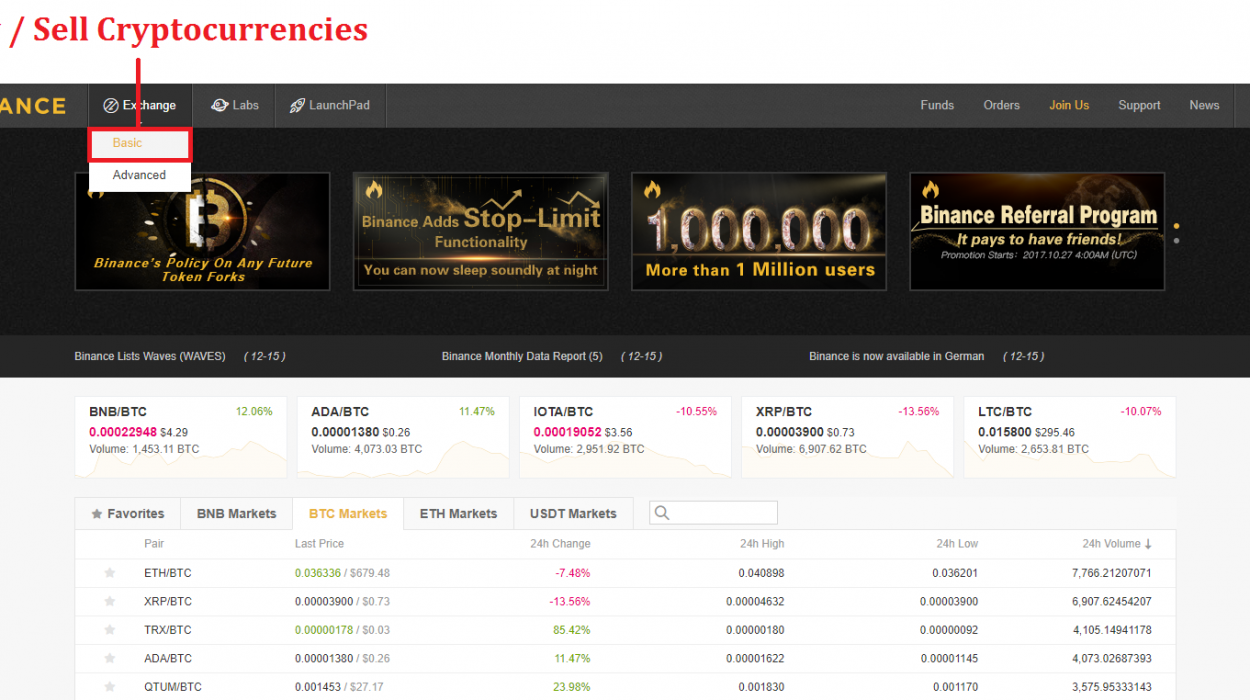 / Sell Cryptocurrencies
ANCE Exchange Labs LaunchPad Funds Orders Join Us Support News
Basic
Advanced
Binance's Policy On Any Future
Token Forks
Binance Adds Stop-Limit
Functionality
You can now sleep soundly at night
1,000,000
More than 1 Million users
Binance Referral Program
It pays to have friends!
Promotion Starts: 2017.10.27 4:00AM (UTC)
Binance Lists Waves (WAVES) ( 12-15 ) Binance Monthly Data Report (5) ( 12-15 ) Binance is now available in German ( 12-15 )
BNB/BTC 12.06%
0.00022948 $4.29
Volume: 1,453.11 BTC
ADA/BTC 11.47%
0.00001380 $0.26
Volume: 4,073.03 BTC
IOTA/BTC -10.55%
0.00019052 $3.56
Volume: 2,951.92 BTC
XRP/BTC -13.56%
0.00003900 $0.73
Volume: 6,907.62 BTC
LTC/BTC -10.07%
0.015800 $295.46
Volume: 2,653.81 BTC
Favorites BNB Markets BTC Markets ETH Markets USDT Markets
Pair Last Price 24h Change 24h High 24h Low 24h Volume
ETH/BTC 0.036336 / $679.48 -7.48% 0.040898 0.036201 7,766.21207071
XRP/BTC 0.00003900 / $0.73 -13.56% 0.00004632 0.00003900 6,907.62454207
TRX/BTC 0.00000178 / $0.03 85.42% 0.00000180 0.00000092 4,105.14941178
ADA/BTC 0.00001380 / $0.26 11.47% 0.00001622 0.00001145 4,073.02687393
QTUM/BTC 0.001453 / $27.17 23.98% 0.001830 0.001170 3,575.95333143